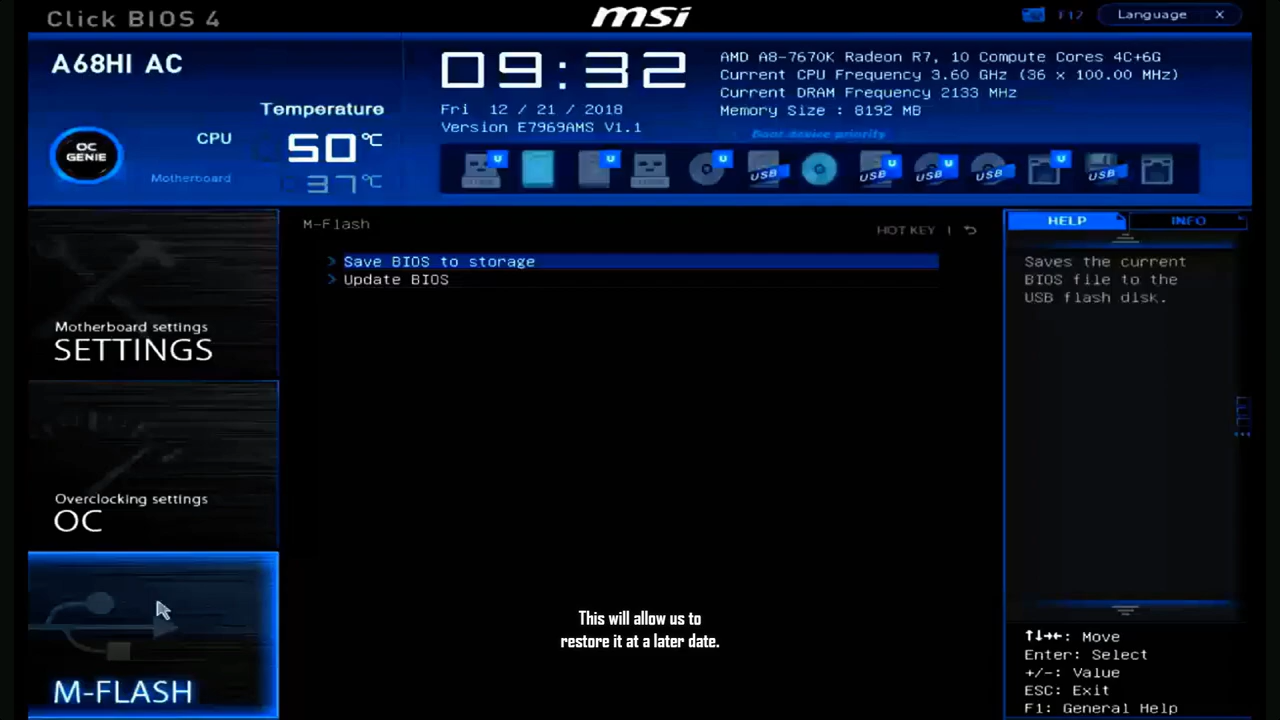 Click BIOS 4
msi
F12
Language X
A68HI AC
Temperature
CPU 50°C
Motherboard 37°C
OC
GENIE
09:32
Fri 12 / 21 / 2018
Version E7969AMS V1.1
AMD A8-7670K Radeon R7, 10 Compute Cores 4C+6G
Current CPU Frequency 3.60 GHz (36 x 100.00 MHz)
Current DRAM Frequency 2133 MHz
Memory Size : 8192 MB
Boot device priority
U U U USB USB U USB U USB U USB
Motherboard settings
SETTINGS
Overclocking settings
OC
M-FLASH
M-Flash
HOT KEY | ⮌
> Save BIOS to storage
> Update BIOS
This will allow us to
restore it at a later date.
HELP INFO
Saves the current
BIOS file to the
USB flash disk.
↑↓→←: Move
Enter: Select
+/-: Value
ESC: Exit
F1: General Help